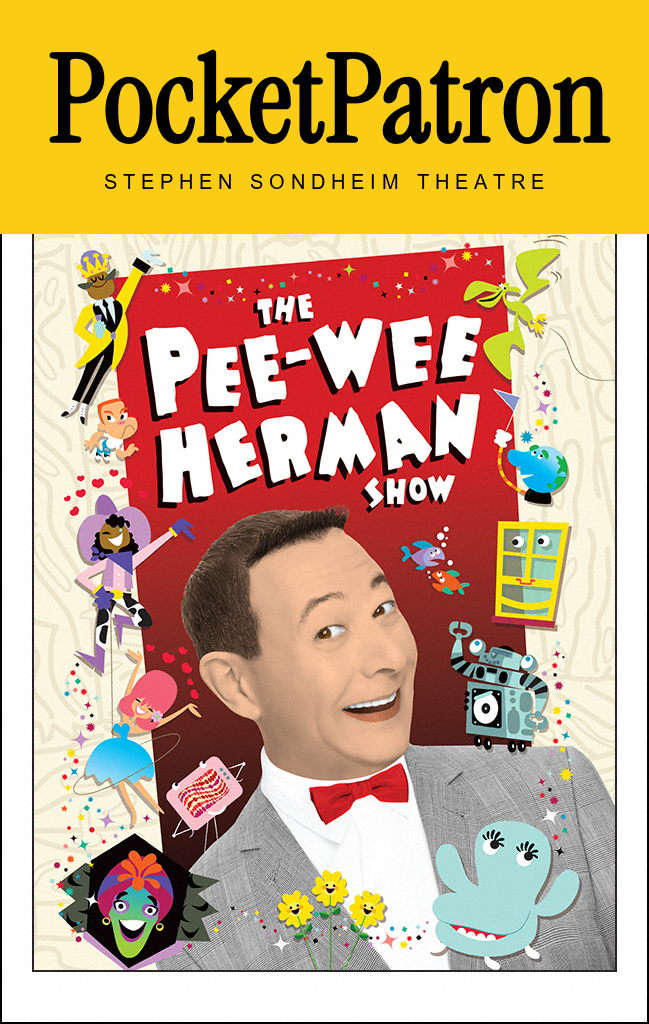 PocketPatron
STEPHEN SONDHEIM THEATRE
THE
PEE-WEE
HERMAN
SHOW